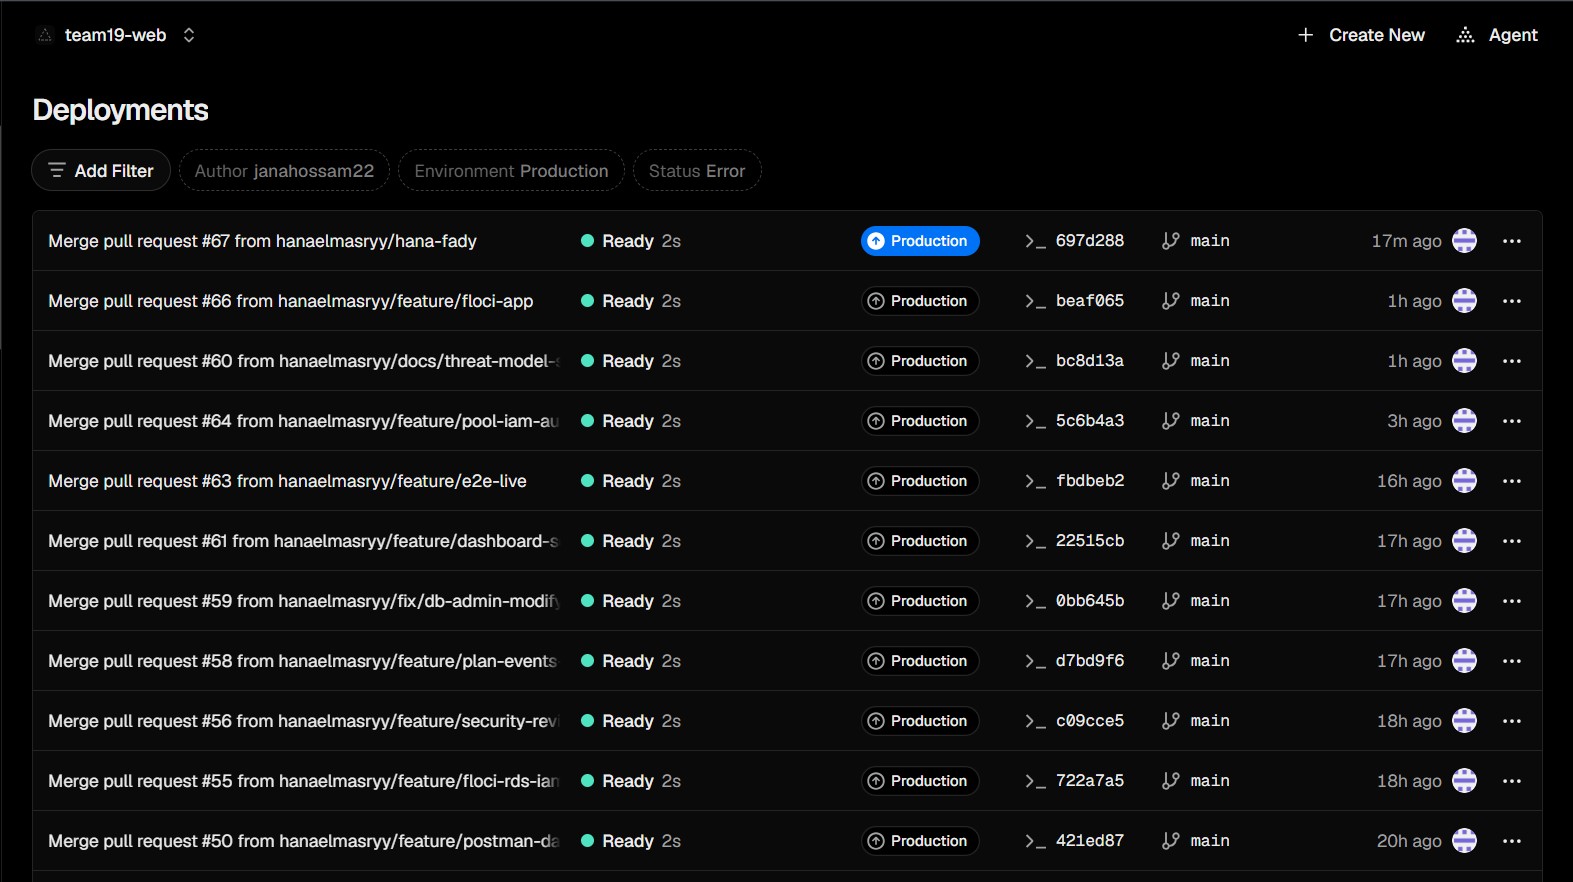 team19-web
Create New
Agent
Deployments
Add Filter
Author janahossam22
Environment Production
Status Error
Merge pull request #67 from hanaelmasryy/hana-fady Ready 2s Production 697d288 main 17m ago
Merge pull request #66 from hanaelmasryy/feature/floci-app Ready 2s Production beaf065 main 1h ago
Merge pull request #60 from hanaelmasryy/docs/threat-model- Ready 2s Production bc8d13a main 1h ago
Merge pull request #64 from hanaelmasryy/feature/pool-iam-au Ready 2s Production 5c6b4a3 main 3h ago
Merge pull request #63 from hanaelmasryy/feature/e2e-live Ready 2s Production fbdbeb2 main 16h ago
Merge pull request #61 from hanaelmasryy/feature/dashboard-s Ready 2s Production 22515cb main 17h ago
Merge pull request #59 from hanaelmasryy/fix/db-admin-modify Ready 2s Production 0bb645b main 17h ago
Merge pull request #58 from hanaelmasryy/feature/plan-events Ready 2s Production d7bd9f6 main 17h ago
Merge pull request #56 from hanaelmasryy/feature/security-revi Ready 2s Production c09cce5 main 18h ago
Merge pull request #55 from hanaelmasryy/feature/floci-rds-iam Ready 2s Production 722a7a5 main 18h ago
Merge pull request #50 from hanaelmasryy/feature/postman-da Ready 2s Production 421ed87 main 20h ago